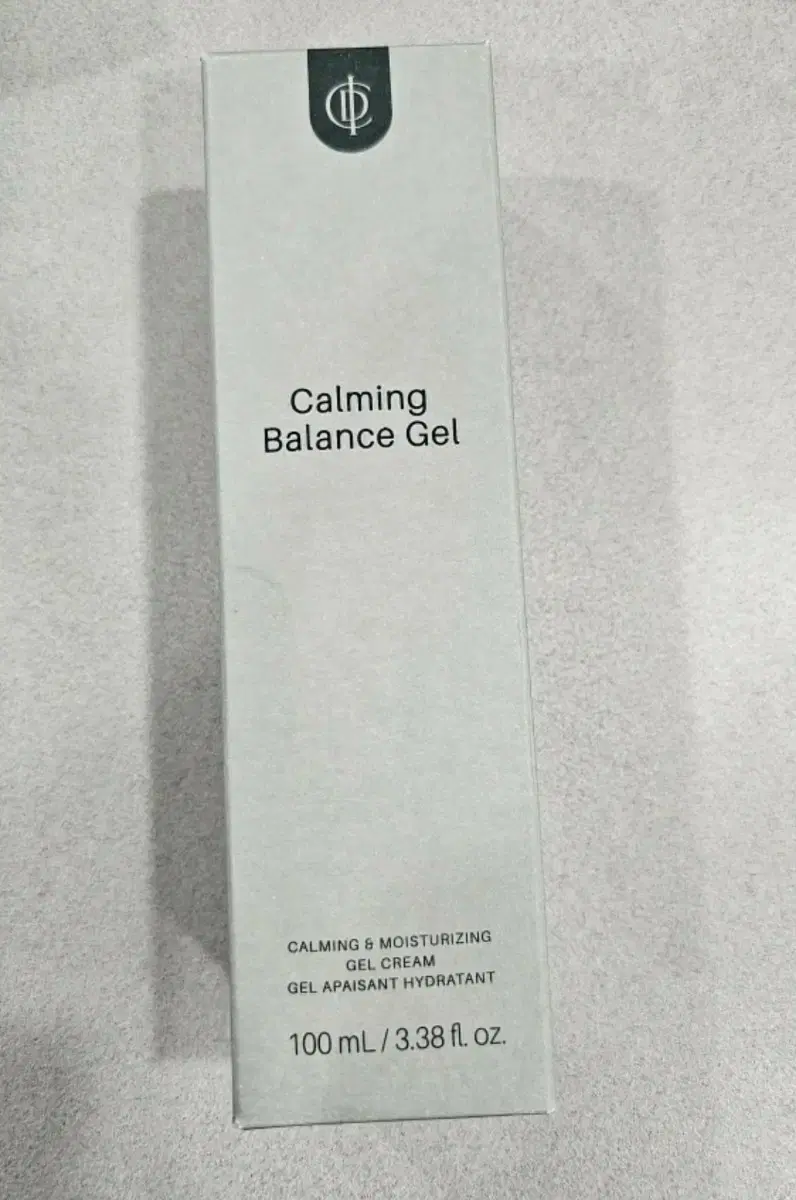 Calming
Balance Gel
CALMING & MOISTURIZING
GEL CREAM
GEL APAISANT HYDRATANT
100 mL / 3.38 fl. oz.